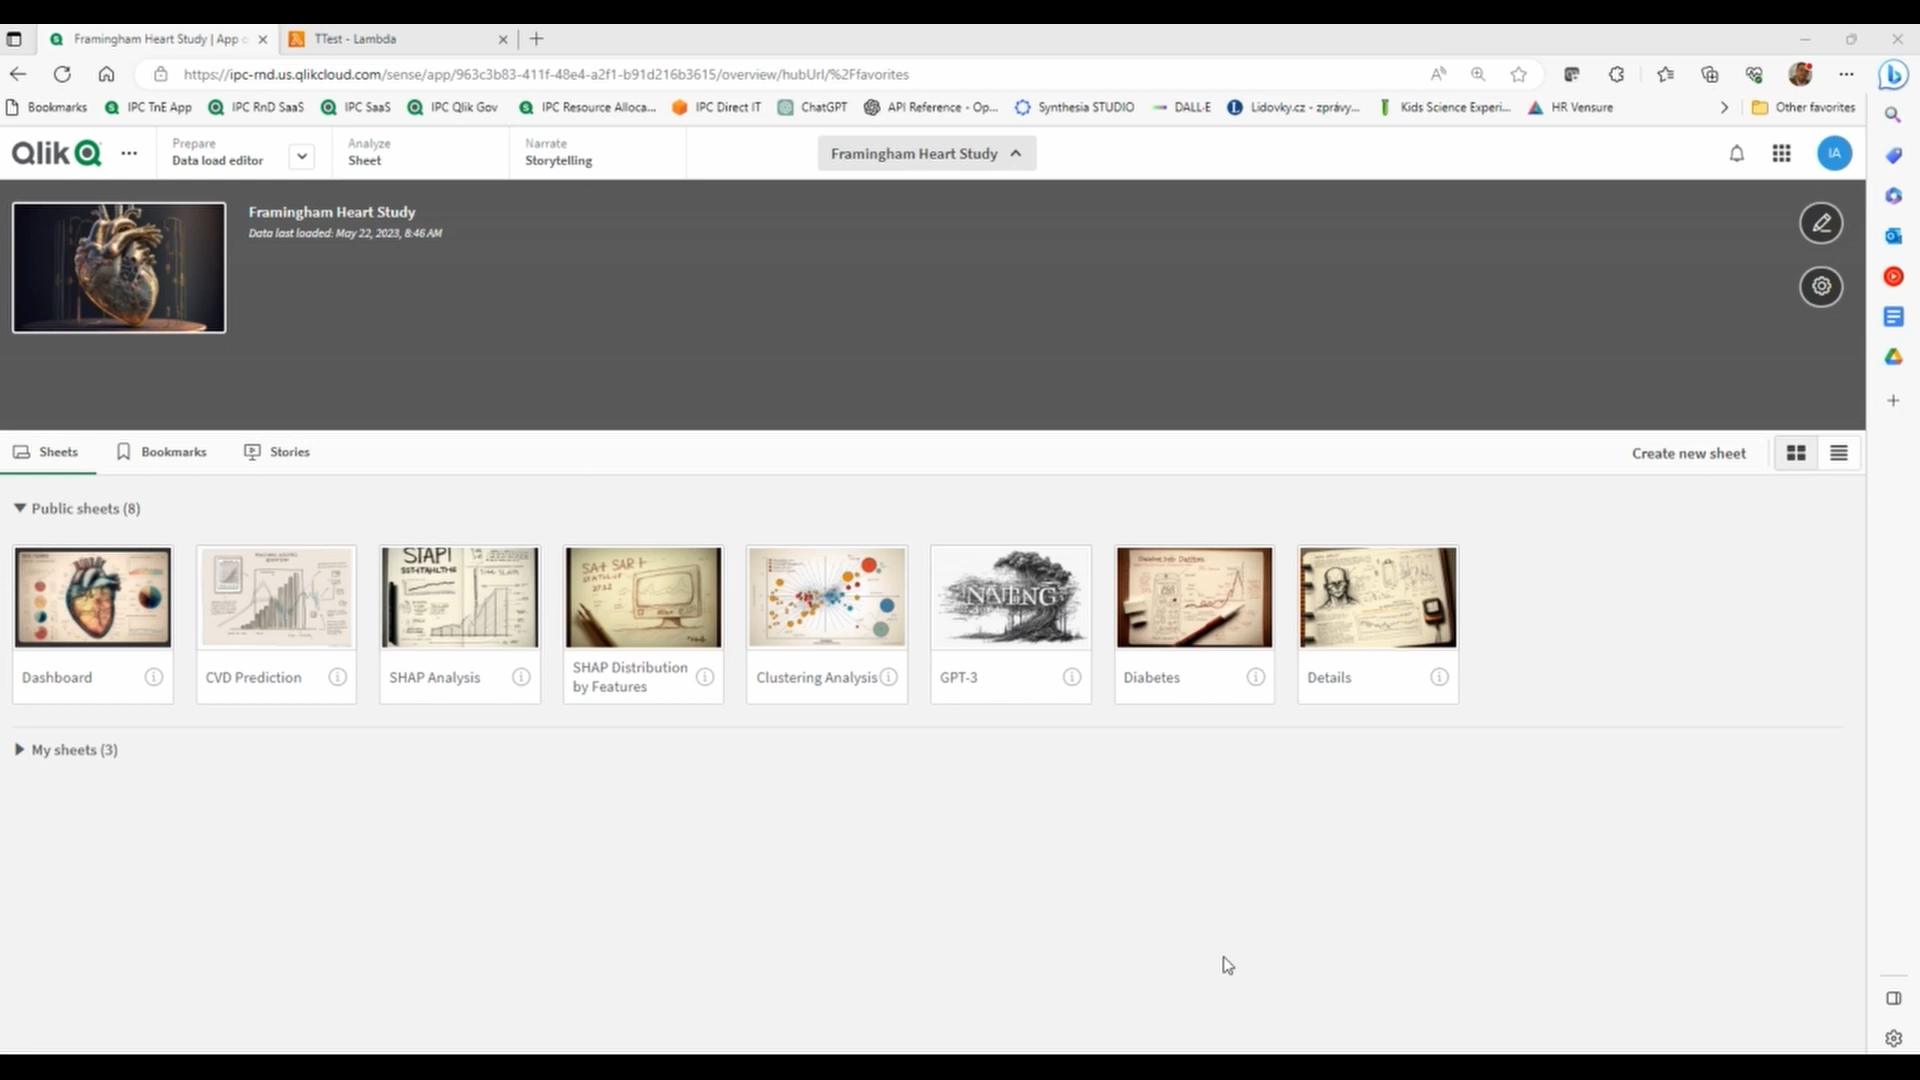 Framingham Heart Study | App o
TTest - Lambda
https://ipc-rnd.us.qlikcloud.com/sense/app/963c3b83-411f-48e4-a2f1-b91d216b3615/overview/hubUrl/%2Ffavorites
Bookmarks
IPC TnE App
IPC RnD SaaS
IPC SaaS
IPC Qlik Gov
IPC Resource Alloca...
IPC Direct IT
ChatGPT
API Reference - Op...
Synthesia STUDIO
DALL·E
Lidovky.cz - zprávy...
Kids Science Experi...
HR Vensure
Other favorites
Qlik
Prepare
Data load editor
Analyze
Sheet
Narrate
Storytelling
Framingham Heart Study
IA
Framingham Heart Study
Data last loaded: May 22, 2023, 8:46 AM
Sheets
Bookmarks
Stories
Create new sheet
Public sheets (8)
Dashboard
CVD Prediction
SHAP Analysis
SHAP Distribution
by Features
Clustering Analysis
GPT-3
Diabetes
Details
My sheets (3)